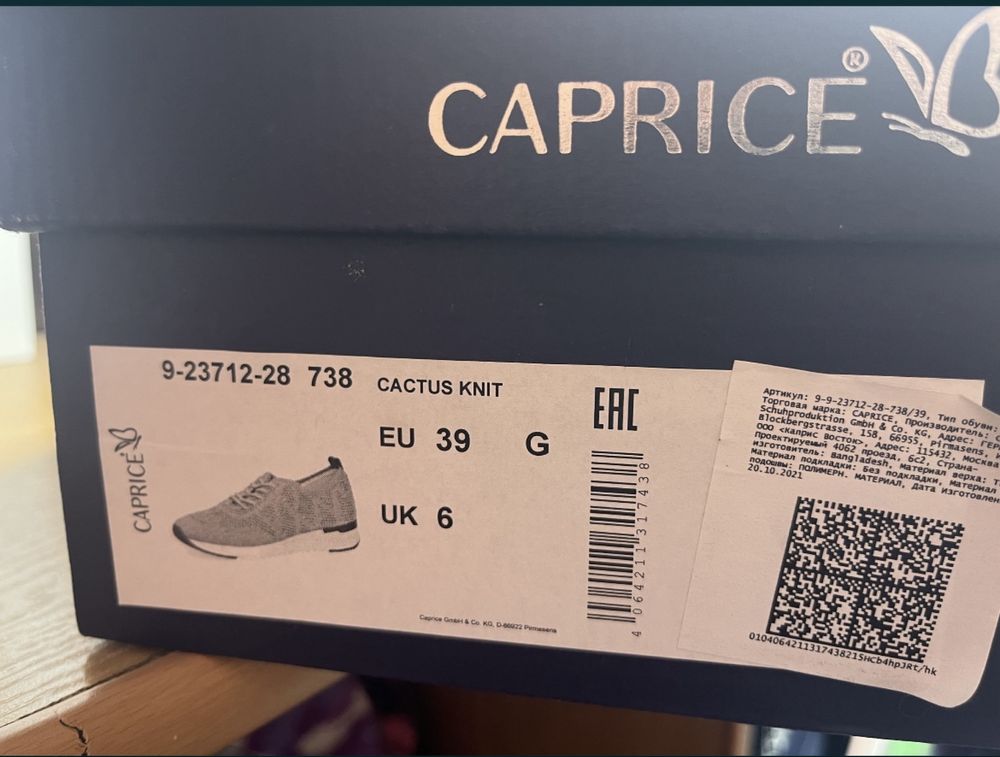 CAPRICE®
9-23712-28 738 CACTUS KNIT
EU 39 G
UK 6
CAPRICE
EAC
4 064211 317438
Caprice GmbH & Co. KG, D-66922 Pirmasens
Артикул: 9-9-23712-28-738/39, Тип обуви:
Торговая марка: CAPRICE, Производитель:
Schuhproduktion GmbH & Co. KG, Адрес: ГЕР
Blockbergstrasse, 158, 66955, Pirmasens,
ООО <Каприс Восток>, Адрес: 115432, Москва
Проектируемый 4062 проезд, 6с2, Страна-
изготовитель: Bangladesh, Материал верха: Т
Материал подкладки: Без подкладки, Материал
подошвы: ПОЛИМЕРН. МАТЕРИАЛ, Дата изготовлен
20.10.2021
0104064211317438215HCb4hpJRt/hk